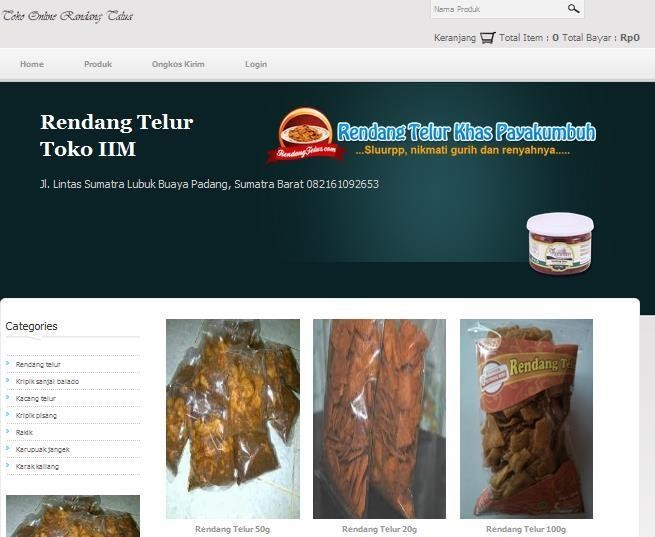 Toko Online Randang Talua
Nama Produk
Keranjang Total Item : 0 Total Bayar : Rp0
Home Produk Ongkos Kirim Login
Rendang Telur
Toko IIM
RendangTelur.com
Rendang Telur Khas Payakumbuh
...Sluurpp, nikmati gurih dan renyahnya.....
Jl. Lintas Sumatra Lubuk Buaya Padang, Sumatra Barat 082161092653
Categories
Rendang telur
Kripik sanjai balado
Kacang telur
Kripik pisang
Rakik
Karupuak jangek
Karak kaliang
Rendang Te
Rendang Telur 50g
Rendang Telur 20g
Rendang Telur 100g